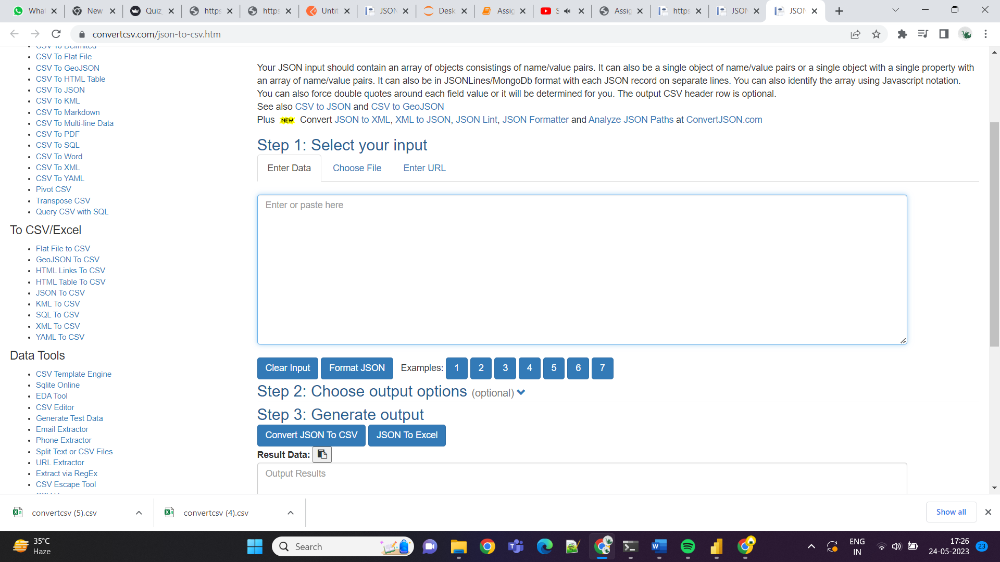 What
New
Quiz
https
https
Untit
JSON
Desk
Assig
S
Assig
https
JSON
JSON
convertcsv.com/json-to-csv.htm
CSV To Delimited
CSV To Flat File
CSV To GeoJSON
CSV To HTML Table
CSV To JSON
CSV To KML
CSV To Markdown
CSV To Multi-line Data
CSV To PDF
CSV To SQL
CSV To Word
CSV To XML
CSV To YAML
Pivot CSV
Transpose CSV
Query CSV with SQL
To CSV/Excel
Flat File to CSV
GeoJSON To CSV
HTML Links To CSV
HTML Table To CSV
JSON To CSV
KML To CSV
SQL To CSV
XML To CSV
YAML To CSV
Data Tools
CSV Template Engine
Sqlite Online
EDA Tool
CSV Editor
Generate Test Data
Email Extractor
Phone Extractor
Split Text or CSV Files
URL Extractor
Extract via RegEx
CSV Escape Tool
Your JSON input should contain an array of objects consistings of name/value pairs. It can also be a single object of name/value pairs or a single object with a single property with
an array of name/value pairs. It can also be in JSONLines/MongoDb format with each JSON record on separate lines. You can also identify the array using Javascript notation.
You can also force double quotes around each field value or it will be determined for you. The output CSV header row is optional.
See also CSV to JSON and CSV to GeoJSON
Plus NEW Convert JSON to XML, XML to JSON, JSON Lint, JSON Formatter and Analyze JSON Paths at ConvertJSON.com
Step 1: Select your input
Enter Data Choose File Enter URL
Enter or paste here
Clear Input Format JSON Examples: 1 2 3 4 5 6 7
Step 2: Choose output options (optional)
Step 3: Generate output
Convert JSON To CSV JSON To Excel
Result Data:
Output Results
convertcsv (5).csv
convertcsv (4).csv
Show all
35°C
Haze
Search
ENG
IN
17:26
24-05-2023
23